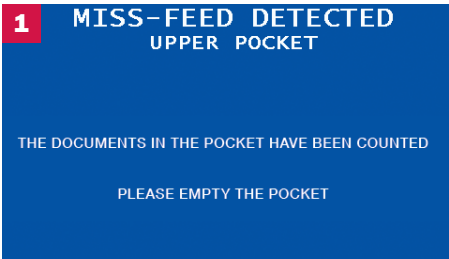 1
MISS-FEED DETECTED
UPPER POCKET
THE DOCUMENTS IN THE POCKET HAVE BEEN COUNTED
PLEASE EMPTY THE POCKET